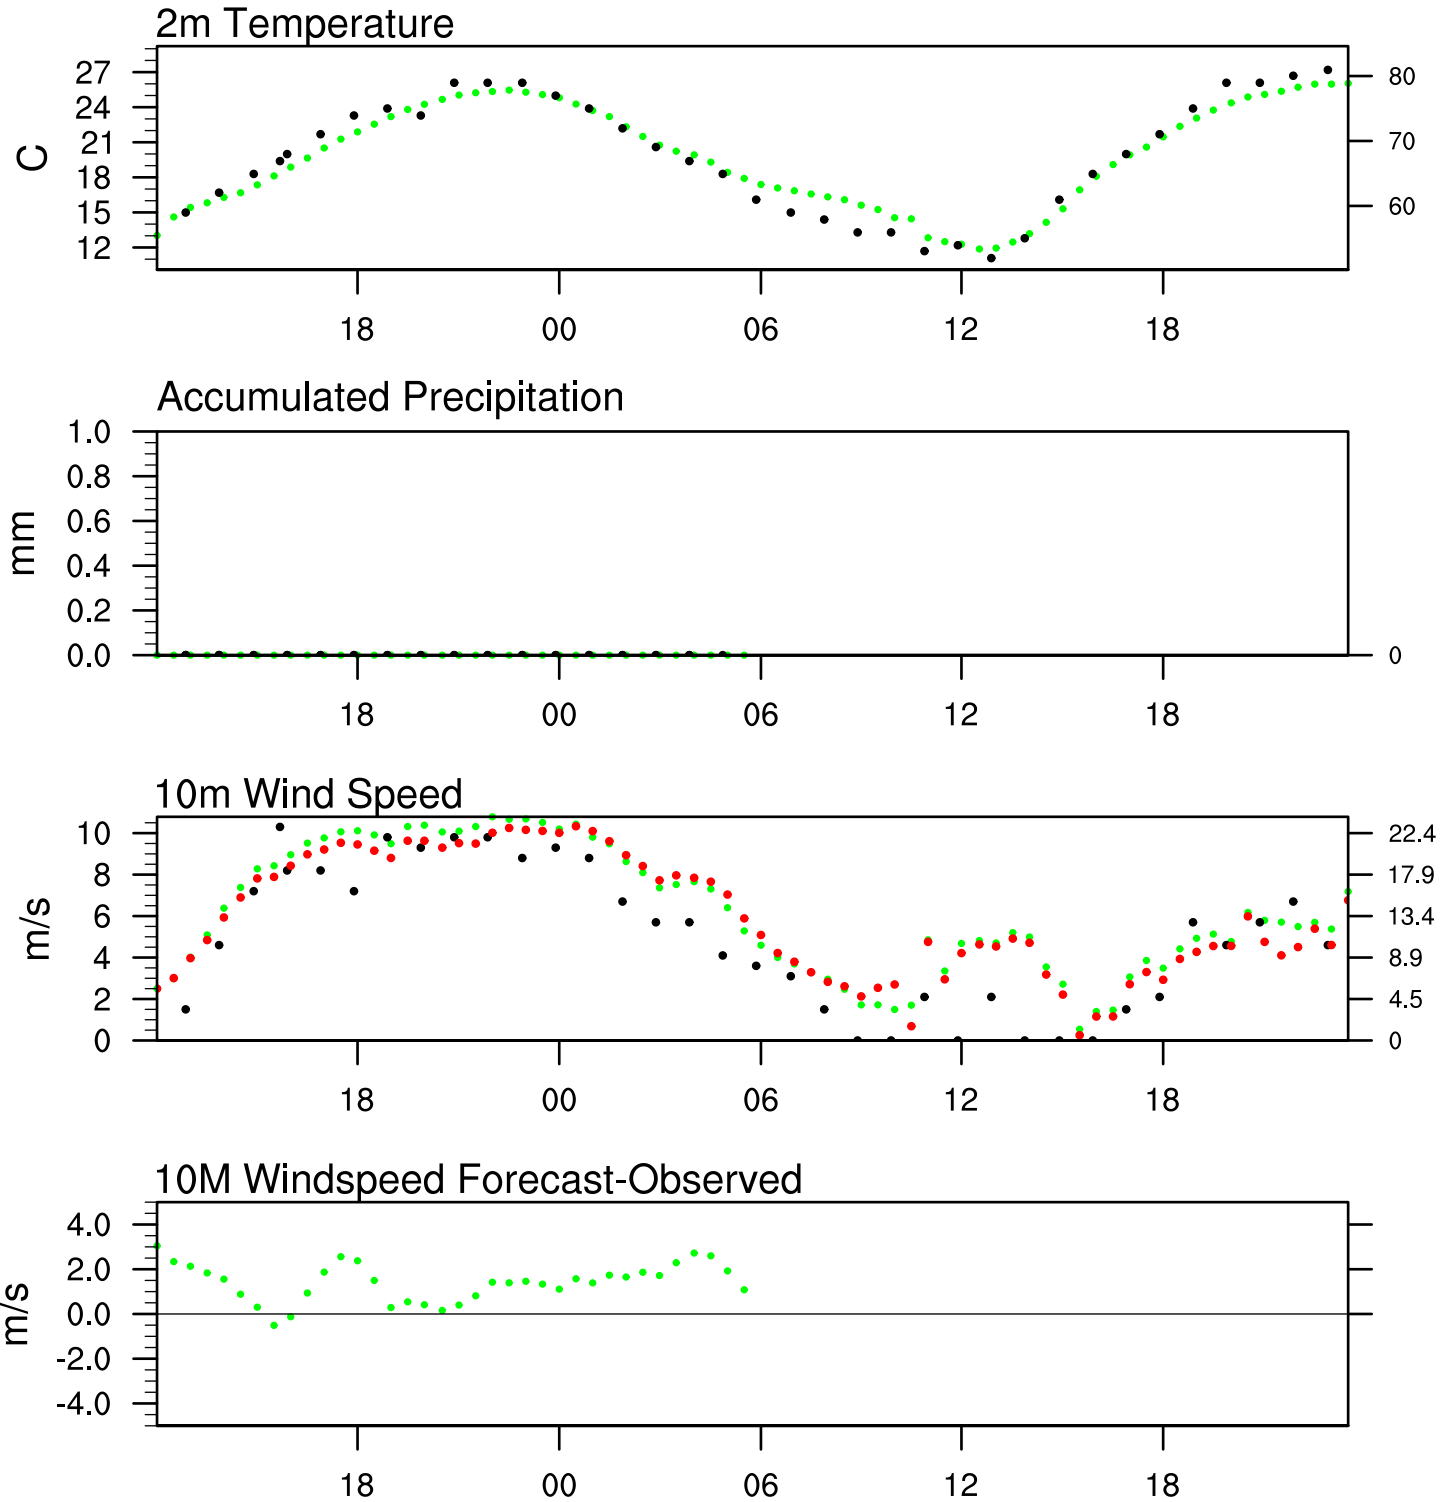 2m Temperature
27
24
21
18
15
12
C
80
70
60
18 00 06 12 18
Accumulated Precipitation
1.0
0.8
0.6
0.4
0.2
0.0
mm
0
18 00 06 12 18
10m Wind Speed
10
8
6
4
2
0
m/s
22.4
17.9
13.4
8.9
4.5
0
18 00 06 12 18
10M Windspeed Forecast-Observed
4.0
2.0
0.0
-2.0
-4.0
m/s
18 00 06 12 18